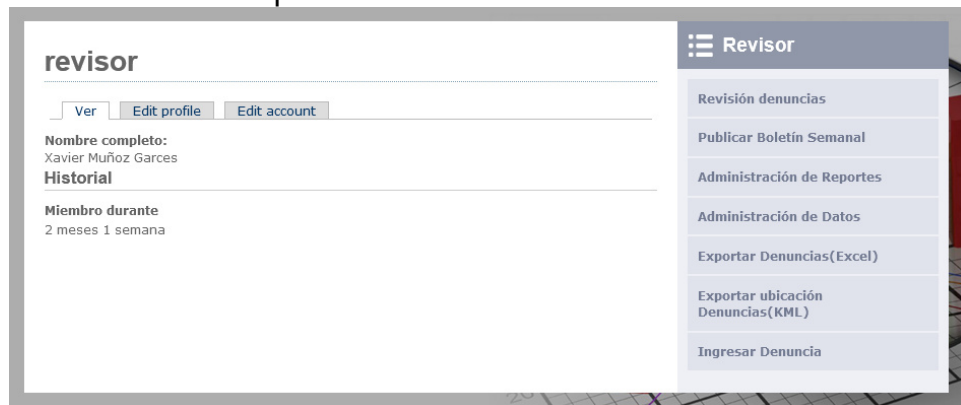 revisor
Ver Edit profile Edit account
Nombre completo:
Xavier Muñoz Garces
Historial
Miembro durante
2 meses 1 semana
Revisor
Revisión denuncias
Publicar Boletín Semanal
Administración de Reportes
Administración de Datos
Exportar Denuncias(Excel)
Exportar ubicación
Denuncias(KML)
Ingresar Denuncia
20